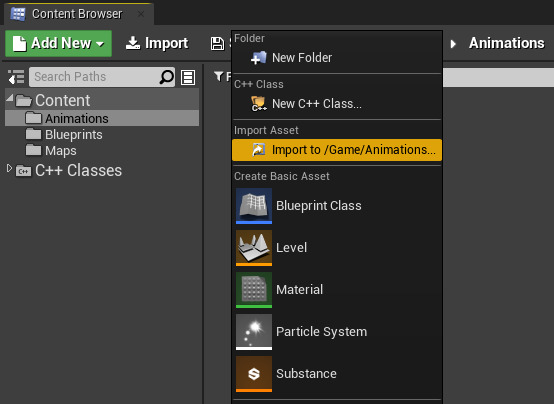 Content Browser
Add New
Import
Animations
Search Paths
Content
Animations
Blueprints
Maps
C++ Classes
Folder
New Folder
C++ Class
New C++ Class...
Import Asset
Import to /Game/Animations...
Create Basic Asset
Blueprint Class
Level
Material
Particle System
Substance